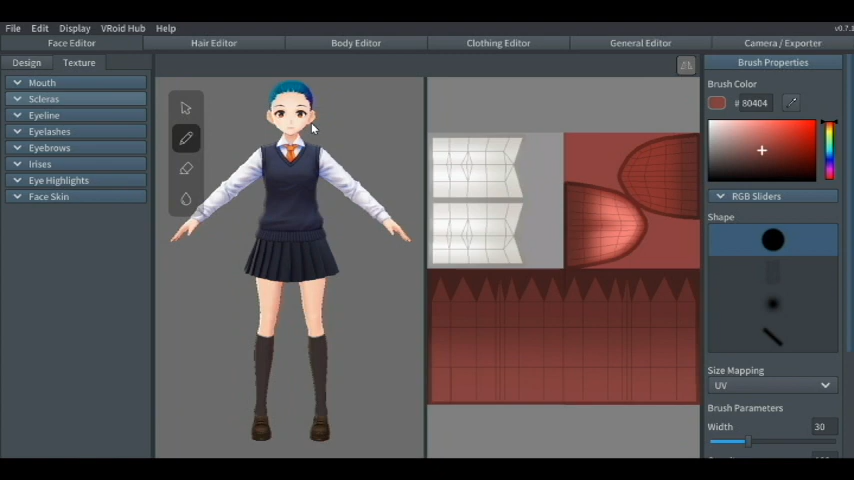 File Edit Display VRoid Hub Help
Face Editor Hair Editor Body Editor Clothing Editor General Editor Camera / Exporter
Design Texture
Mouth
Scleras
Eyeline
Eyelashes
Eyebrows
Irises
Eye Highlights
Face Skin
Brush Properties
Brush Color
# 80404
RGB Sliders
Shape
Size Mapping
UV
Brush Parameters
Width 30